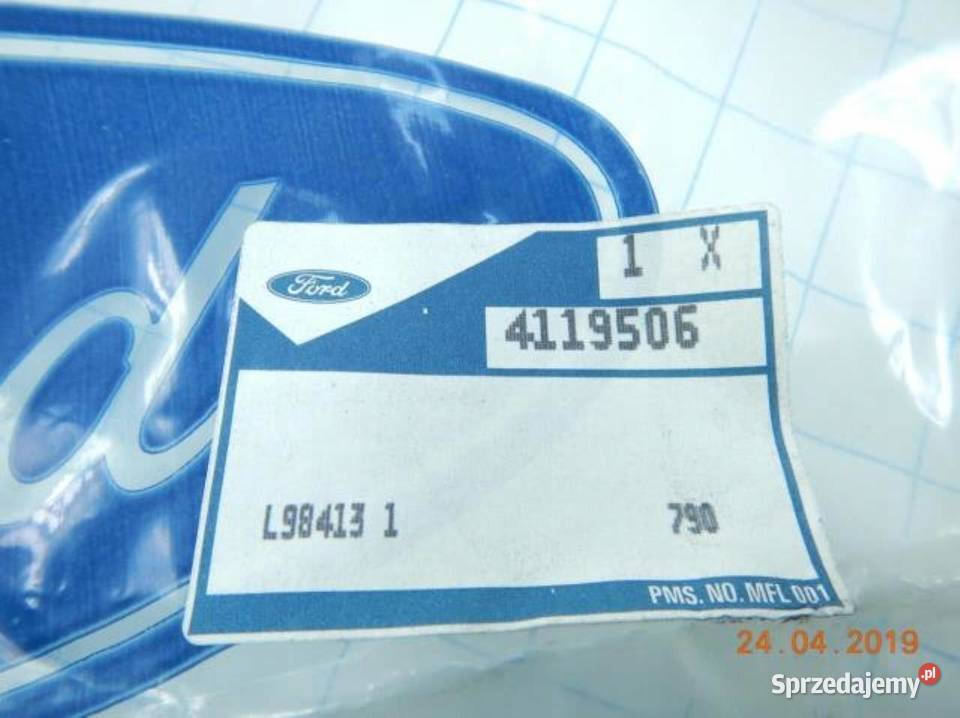 Ford
1 X
4119506
L98413 1
790
PMS. NO. MFL 001
24.04.2019
Sprzedajemy.pl